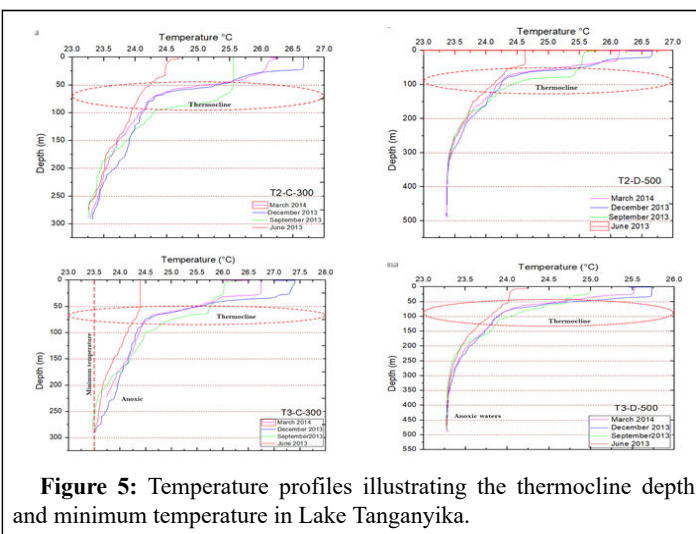 Temperature °C
23.0 23.5 24.0 24.5 25.0 25.5 26.0 26.5 27.0
0
50
100
150
200
250
300
Depth (m)
Thermocline
T2-C-300
March 2014
December 2013
September 2013
June 2013
Temperature °C
23.0 23.5 24.0 24.5 25.0 25.5 26.0 26.5 27.0
0
100
200
300
400
500
Depth (m)
Thermocline
T2-D-500
March 2014
December 2013
September 2013
June 2013
Temperature (°C)
23.0 23.5 24.0 24.5 25.0 25.5 26.0 26.5 27.0 27.5 28.0
0
50
100
150
200
250
300
Depth (m)
Minimum temperature
Thermocline
Anoxic
T3-C-300
March 2014
December 2013
September2013
June 2013
Temperature (°C)
23.0 23.5 24.0 24.5 25.0 25.5 26.0
0
50
100
150
200
250
300
350
400
450
500
550
Depth (m)
Thermocline
Anoxic waters
T3-D-500
March 2014
December 2013
September2013
June 2013
Figure 5: Temperature profiles illustrating the thermocline depth
and minimum temperature in Lake Tanganyika.